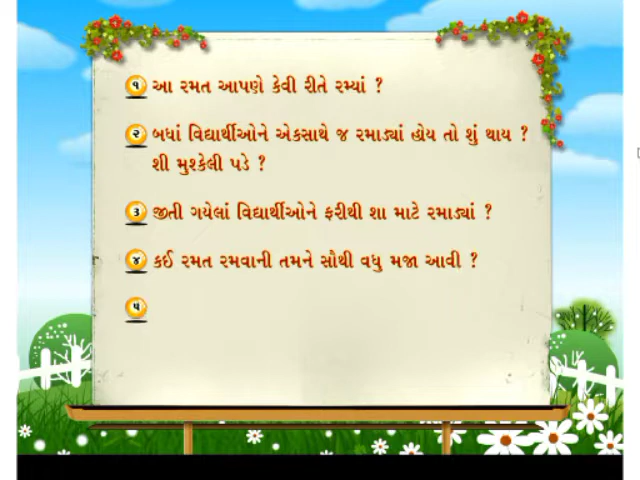 ૧ આ રમત આપણે કેવી રીતે રમ્યાં ?
૨ બધાં વિદ્યાર્થીઓને એકસાથે જ રમાડ્યાં હોય તો શું થાય ?
શી મુશ્કેલી પડે ?
૩ જીતી ગયેલાં વિદ્યાર્થીઓને ફરીથી શા માટે રમાડ્યાં ?
૪ કઈ રમત રમવાની તમને સૌથી વધુ મજા આવી ?
૫